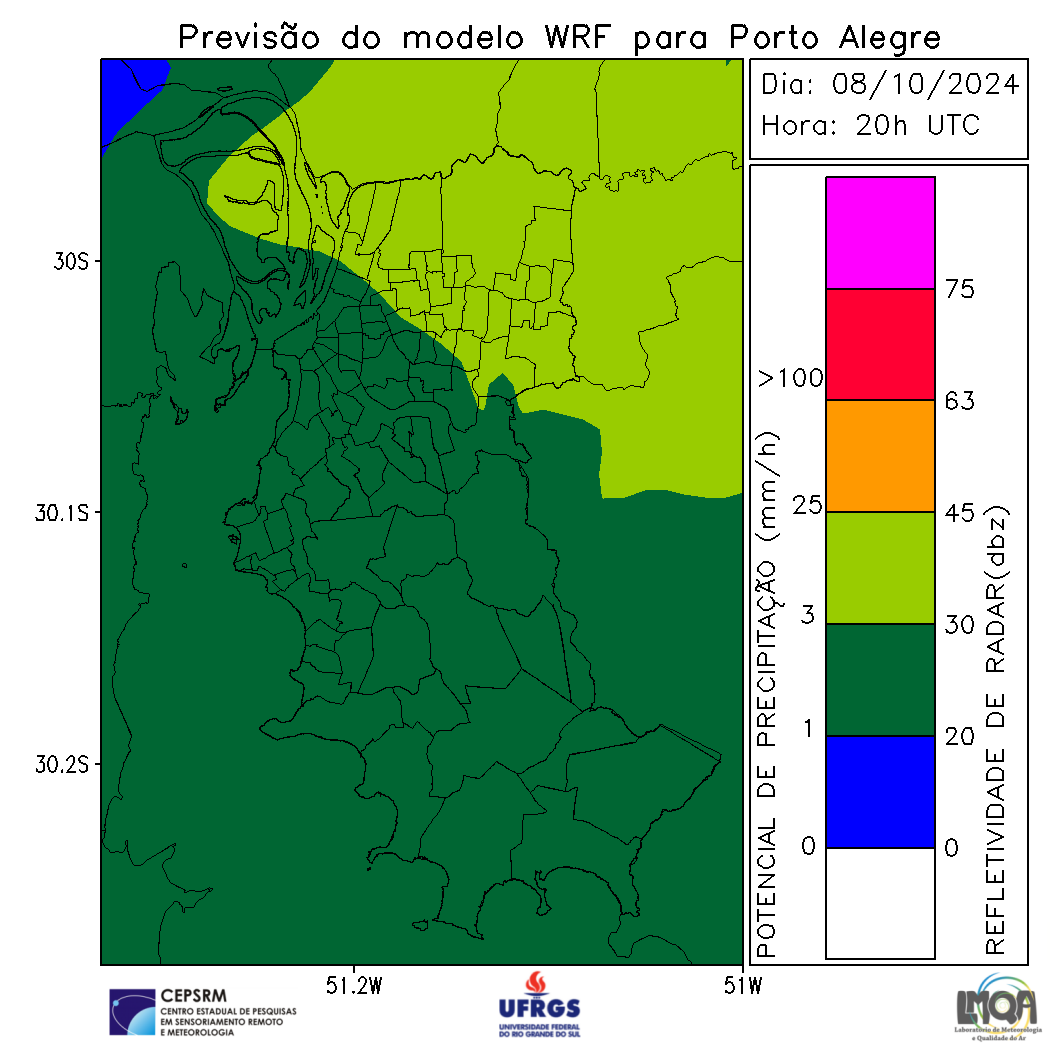 Previsão do modelo WRF para Porto Alegre
Dia: 08/10/2024
Hora: 20h UTC
30S
30.1S
30.2S
51.2W
51W
POTENCIAL DE PRECIPITAÇÃO (mm/h)
>100
25
3
1
0
75
63
45
30
20
0
REFLETIVIDADE DE RADAR(dbz)
CEPSRM
CENTRO ESTADUAL DE PESQUISAS
EM SENSORIAMENTO REMOTO
E METEOROLOGIA
UFRGS
UNIVERSIDADE FEDERAL
DO RIO GRANDE DO SUL
LMQA
Laboratório de Meteorologia
e Qualidade do Ar